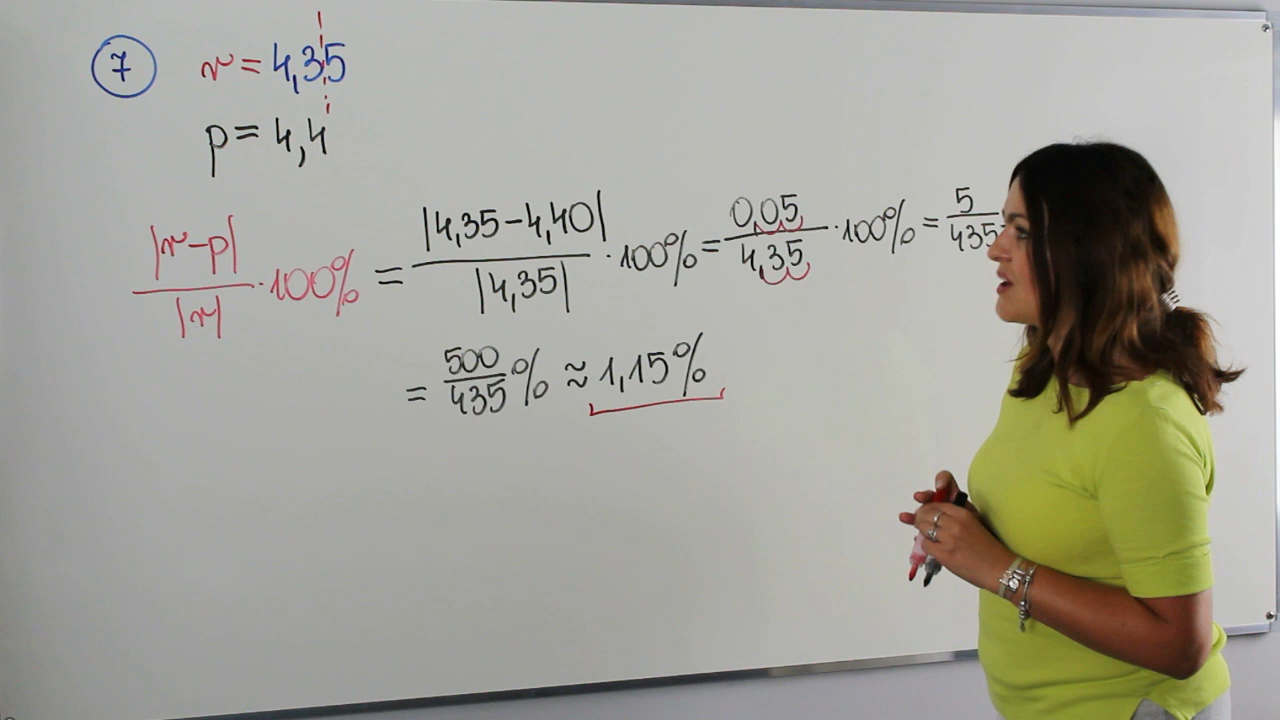 7 r = 4,35
p = 4,4
|r-p| / |r| · 100% = |4,35 - 4,40| / |4,35| · 100% = 0,05 / 4,35 · 100% = 5 / 435
= 500 / 435 % ≈ 1,15%